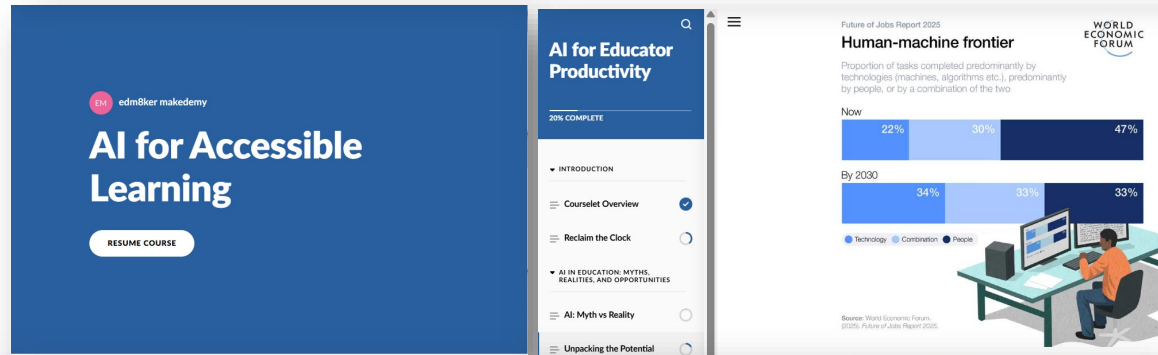 EM
edm8ker makedemy
AI for Accessible
Learning
RESUME COURSE
AI for Educator
Productivity
20% COMPLETE
INTRODUCTION
Courselet Overview
Reclaim the Clock
AI IN EDUCATION: MYTHS,
REALITIES, AND OPPORTUNITIES
AI: Myth vs Reality
Unpacking the Potential
Future of Jobs Report 2025
WORLD
ECONOMIC
FORUM
Human-machine frontier
Proportion of tasks completed predominantly by
technologies (machines, algorithms etc.), predominantly
by people, or by a combination of the two
Now
22% 30% 47%
By 2030
34% 33% 33%
Technology Combination People
Source: World Economic Forum.
(2025). Future of Jobs Report 2025.